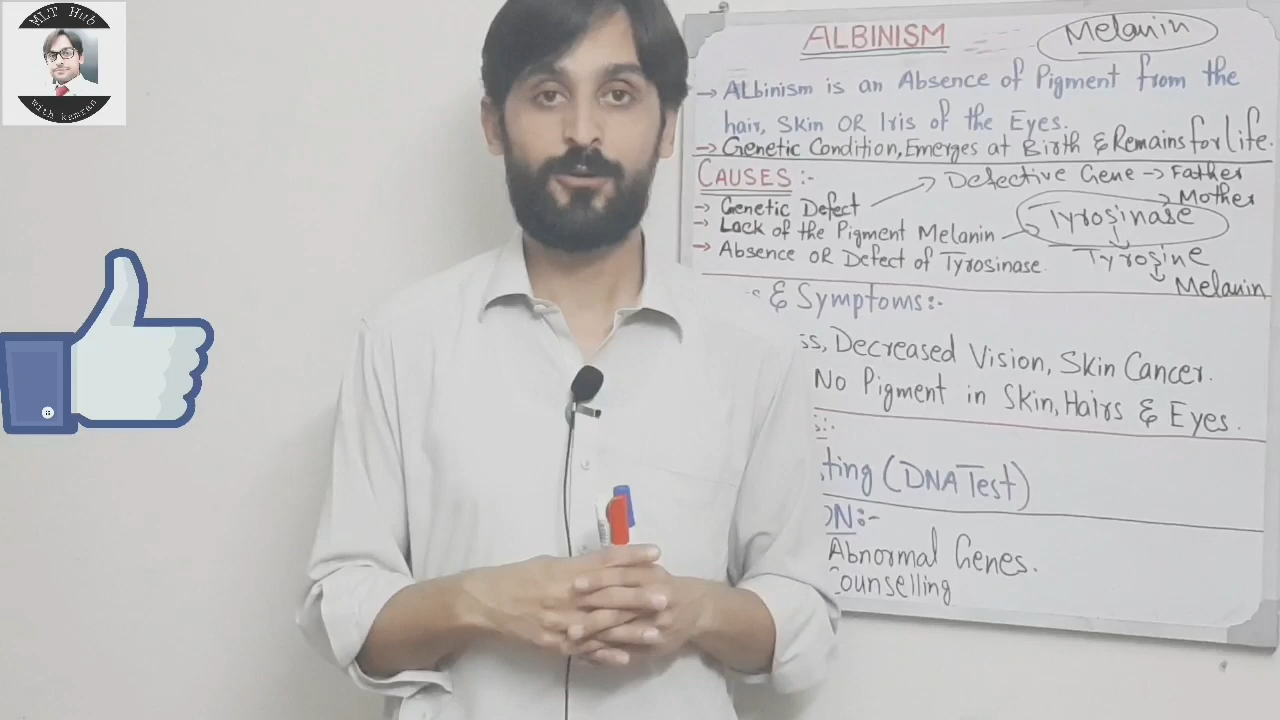 MLT Hub
with kamran
ALBINISM
Melanin
→ Albinism is an Absence of Pigment from the
hair, Skin OR Iris of the Eyes.
→ Genetic Condition, Emerges at Birth & Remains for life.
CAUSES :-
Defective Gene → Father
→ Mother
→ Genetic Defect
→ Lack of the Pigment Melanin
Tyrosinase
→ Absence OR Defect of Tyrosinase.
Tyrosine
Melanin
& Symptoms:-
Decreased Vision, Skin Cancer.
No Pigment in Skin, Hairs & Eyes.
(DNA Test)
Abnormal Genes.
Counselling